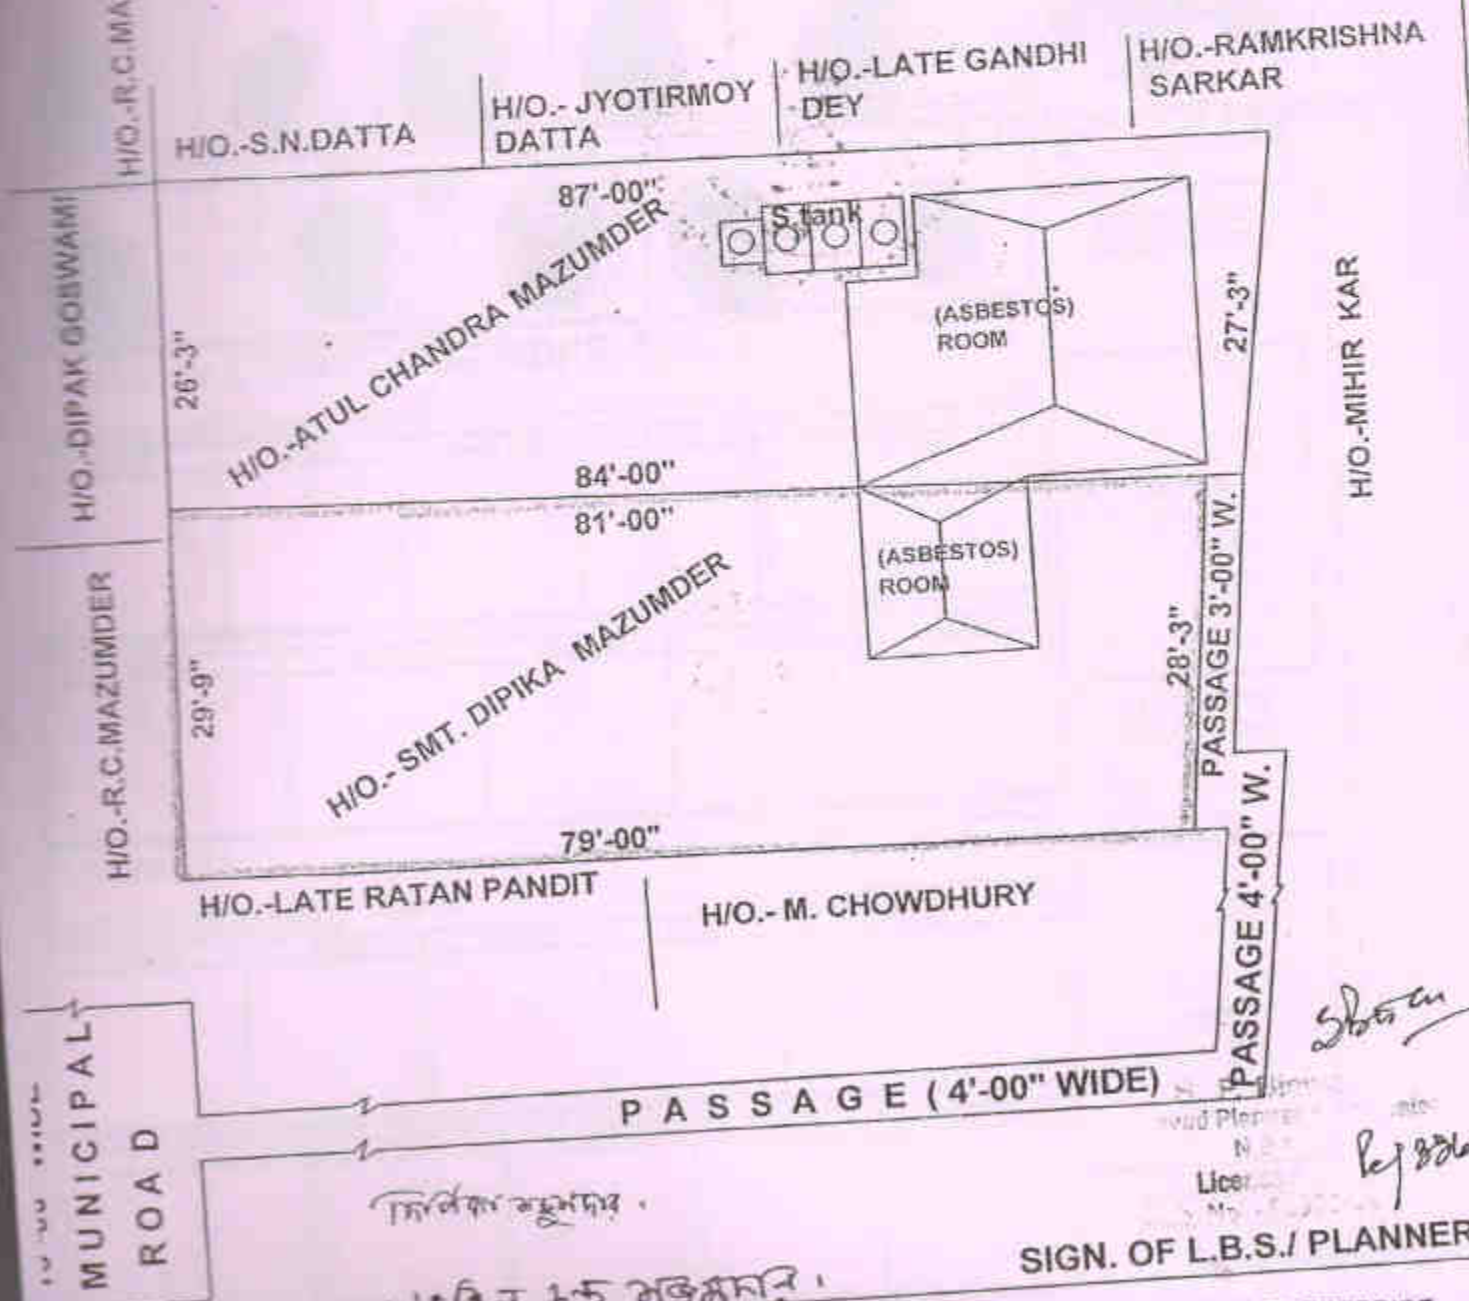 H/O.-R.C.MA
H/O.-S.N.DATTA
H/O.- JYOTIRMOY
DATTA
H/O.-LATE GANDHI
DEY
H/O.-RAMKRISHNA
SARKAR
87'-00"
S.tank
H/O.-DIPAK GOSWAMI
26'-3"
H/O.-ATUL CHANDRA MAZUMDER
(ASBESTOS)
ROOM
27'-3"
H/O.-MIHIR KAR
84'-00"
81'-00"
(ASBESTOS)
ROOM
H/O.-R.C.MAZUMDER
29'-9"
H/O.- SMT. DIPIKA MAZUMDER
28'-3"
PASSAGE 3'-00" W.
79'-00"
H/O.-LATE RATAN PANDIT
H/O.- M. CHOWDHURY
PASSAGE 4'-00" W.
MUNICIPAL
ROAD
PASSAGE ( 4'-00" WIDE)
মজুমদার
SIGN. OF L.B.S./ PLANNER